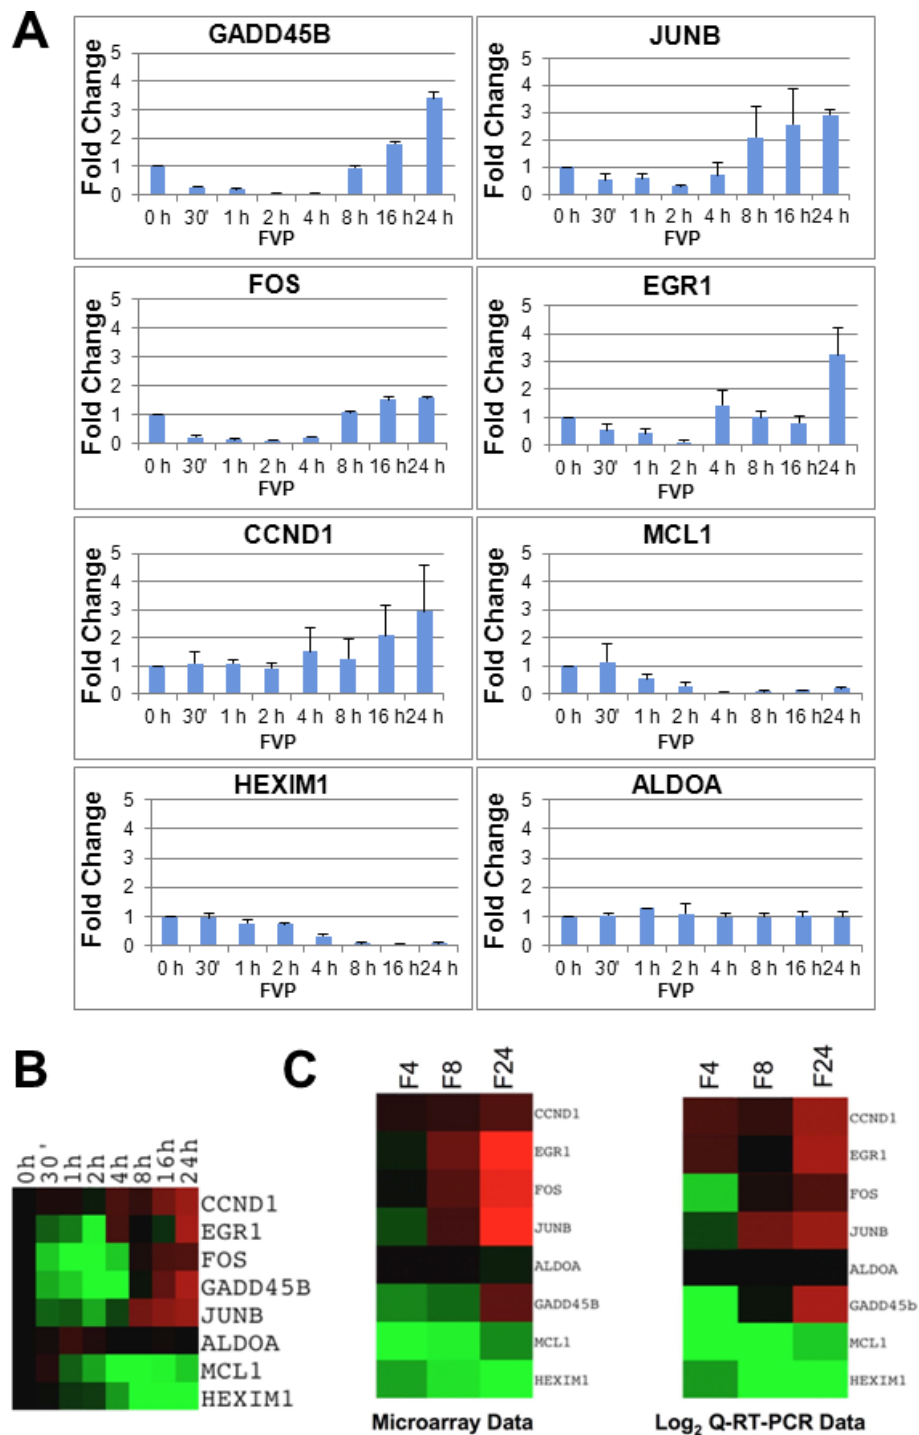 A
GADD45B
Fold Change
5
4
3
2
1
0
0 h 30' 1 h 2 h 4 h 8 h 16 h 24 h
FVP
JUNB
Fold Change
5
4
3
2
1
0
0 h 30' 1 h 2 h 4 h 8 h 16 h 24 h
FVP
FOS
Fold Change
5
4
3
2
1
0
0 h 30' 1 h 2 h 4 h 8 h 16 h 24 h
FVP
EGR1
Fold Change
5
4
3
2
1
0
0 h 30' 1 h 2 h 4 h 8 h 16 h 24 h
FVP
CCND1
Fold Change
5
4
3
2
1
0
0 h 30' 1 h 2 h 4 h 8 h 16 h 24 h
FVP
MCL1
Fold Change
5
4
3
2
1
0
0 h 30' 1 h 2 h 4 h 8 h 16 h 24 h
FVP
HEXIM1
Fold Change
5
4
3
2
1
0
0 h 30' 1 h 2 h 4 h 8 h 16 h 24 h
FVP
ALDOA
Fold Change
5
4
3
2
1
0
0 h 30' 1 h 2 h 4 h 8 h 16 h 24 h
FVP
B
0h 30' 1h 2h 4h 8h 16h 24h
CCND1
EGR1
FOS
GADD45B
JUNB
ALDOA
MCL1
HEXIM1
C
F4 F8 F24
CCND1
EGR1
FOS
JUNB
ALDOA
GADD45B
MCL1
HEXIM1
Microarray Data
F4 F8 F24
CCND1
EGR1
FOS
JUNB
ALDOA
GADD45b
MCL1
HEXIM1
Log₂ Q-RT-PCR Data